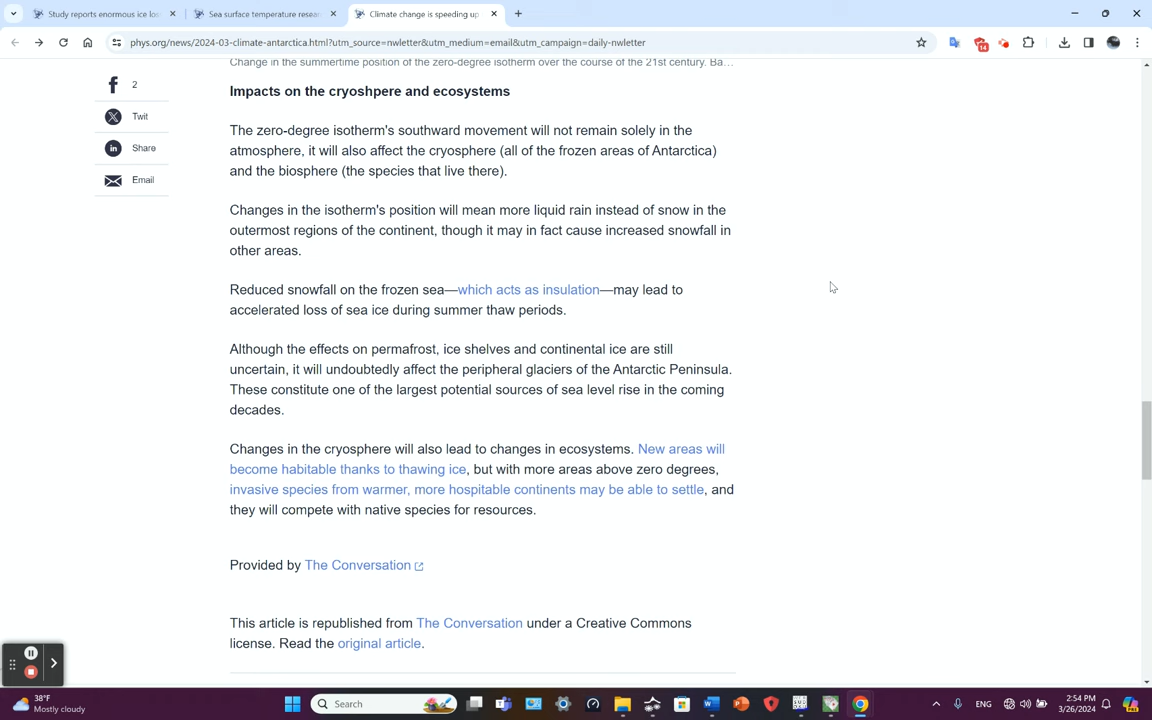 Study reports enormous ice los
Sea surface temperature resear
Climate change is speeding up
phys.org/news/2024-03-climate-antarctica.html?utm_source=nwletter&utm_medium=email&utm_campaign=daily-nwletter
14
Change in the summertime position of the zero-degree isotherm over the course of the 21st century. Ba…
2
Twit
Share
Email
Impacts on the cryoshpere and ecosystems
The zero-degree isotherm's southward movement will not remain solely in the
atmosphere, it will also affect the cryosphere (all of the frozen areas of Antarctica)
and the biosphere (the species that live there).
Changes in the isotherm's position will mean more liquid rain instead of snow in the
outermost regions of the continent, though it may in fact cause increased snowfall in
other areas.
Reduced snowfall on the frozen sea—which acts as insulation—may lead to
accelerated loss of sea ice during summer thaw periods.
Although the effects on permafrost, ice shelves and continental ice are still
uncertain, it will undoubtedly affect the peripheral glaciers of the Antarctic Peninsula.
These constitute one of the largest potential sources of sea level rise in the coming
decades.
Changes in the cryosphere will also lead to changes in ecosystems. New areas will
become habitable thanks to thawing ice, but with more areas above zero degrees,
invasive species from warmer, more hospitable continents may be able to settle, and
they will compete with native species for resources.
Provided by The Conversation
This article is republished from The Conversation under a Creative Commons
license. Read the original article.
38°F
Mostly cloudy
Search
ENG
2:54 PM
3/26/2024